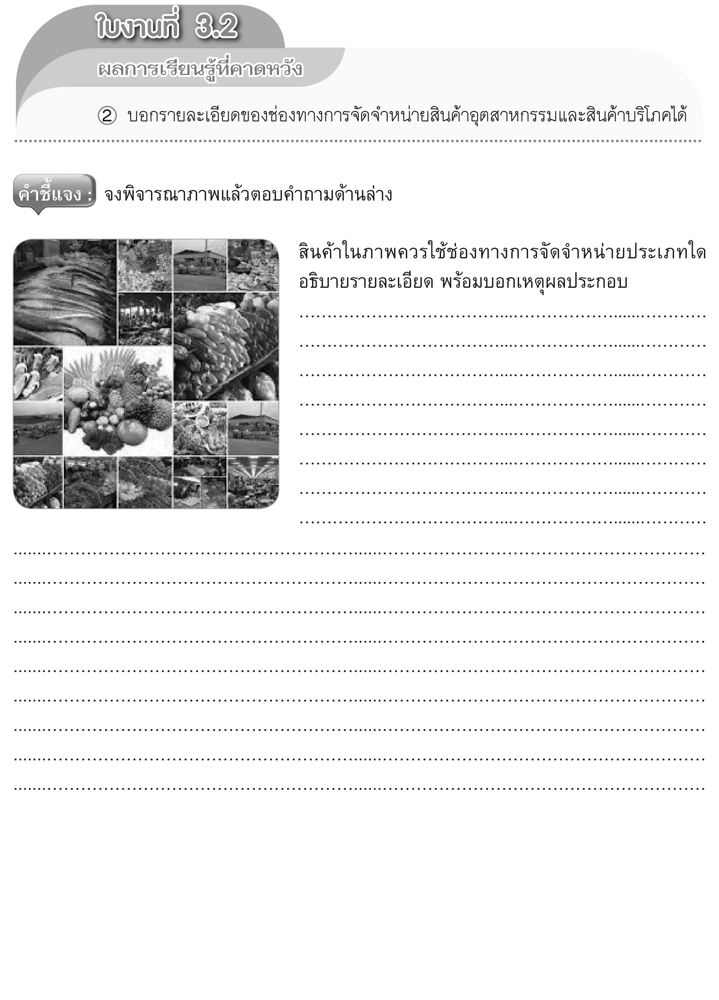 ใบงานที่ 3.2
ผลการเรียนรู้ที่คาดหวัง
② บอกรายละเอียดของช่องทางการจัดจำหน่ายสินค้าอุตสาหกรรมและสินค้าบริโภคได้
คำชี้แจง : จงพิจารณาภาพแล้วตอบคำถามด้านล่าง
สินค้าในภาพควรใช้ช่องทางการจัดจำหน่ายประเภทใด
อธิบายรายละเอียด พร้อมบอกเหตุผลประกอบ